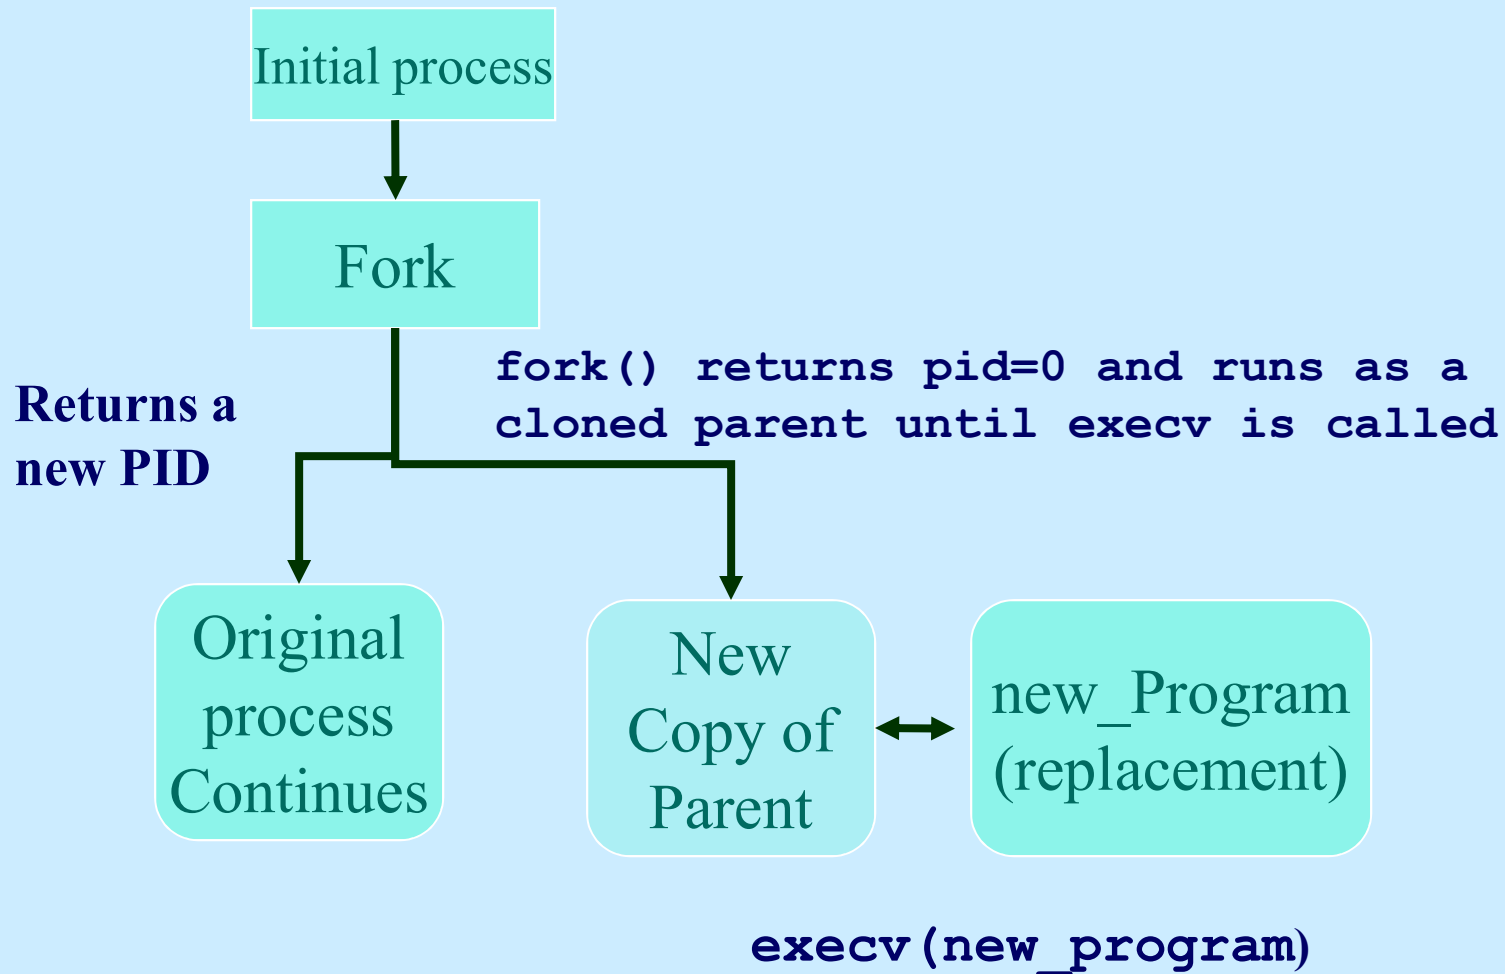 Initial process
Fork
fork() returns pid=0 and runs as a
cloned parent until execv is called
Returns a
new PID
Original
process
Continues
New
Copy of
Parent
new_Program
(replacement)
execv(new_program)